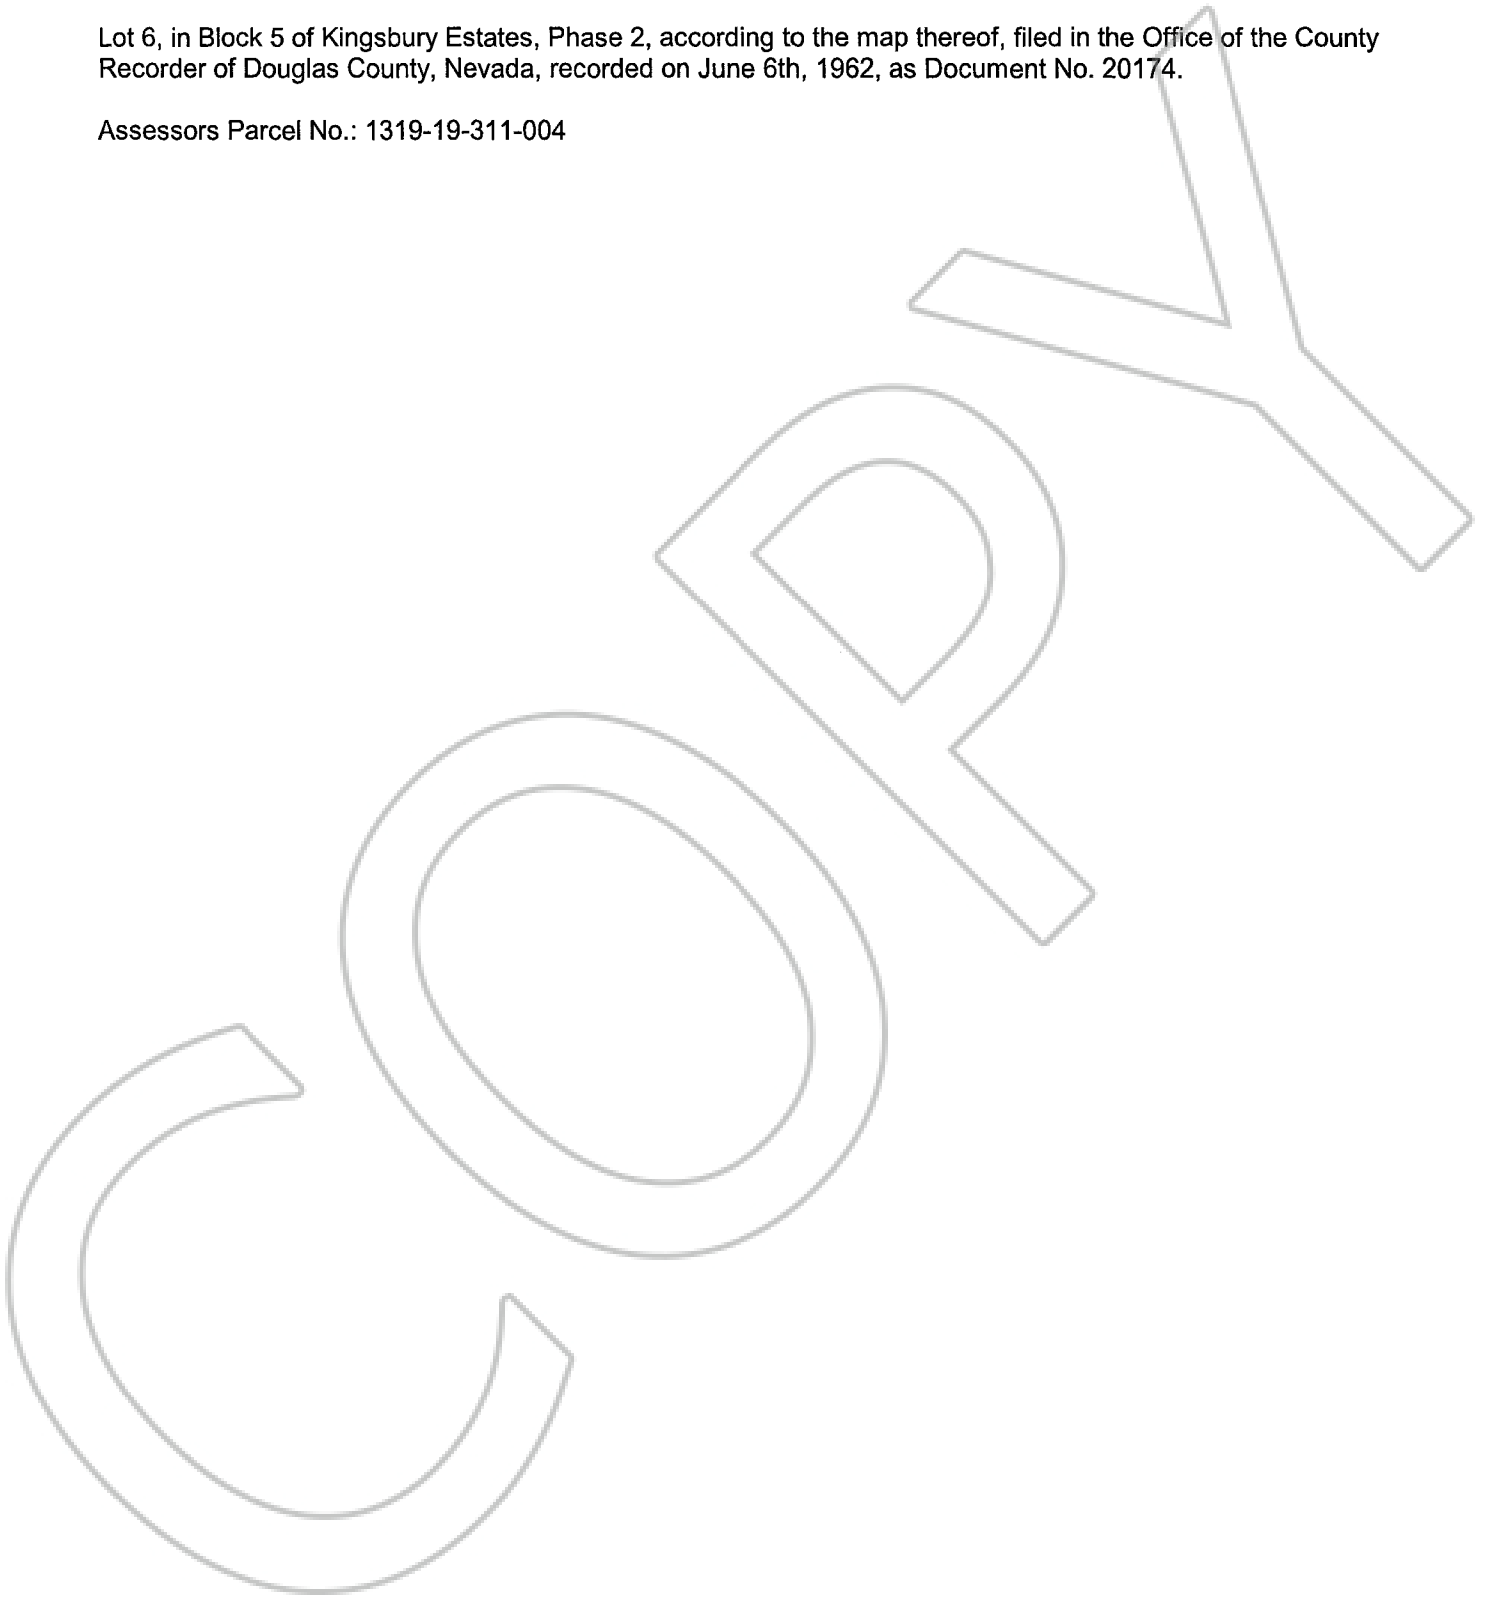 Lot 6, in Block 5 of Kingsbury Estates, Phase 2, according to the map thereof, filed in the Office of the County
Recorder of Douglas County, Nevada, recorded on June 6th, 1962, as Document No. 20174.
Assessors Parcel No.: 1319-19-311-004
COPY